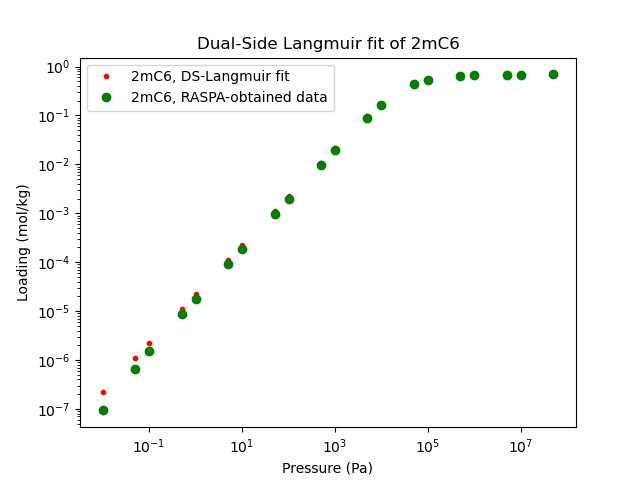 Dual-Side Langmuir fit of 2mC6
2mC6, DS-Langmuir fit
2mC6, RASPA-obtained data
Loading (mol/kg)
10⁰
10⁻¹
10⁻²
10⁻³
10⁻⁴
10⁻⁵
10⁻⁶
10⁻⁷
10⁻¹ 10¹ 10³ 10⁵ 10⁷
Pressure (Pa)